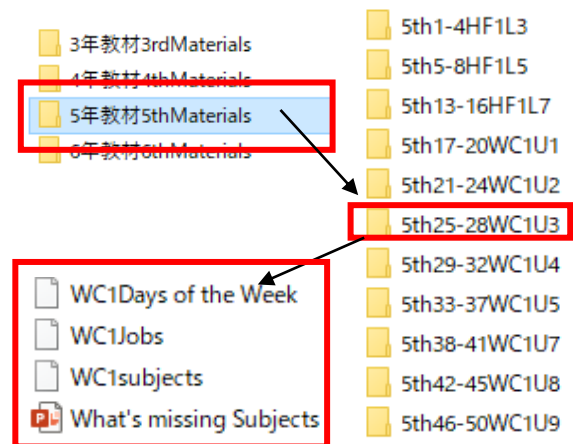 3年教材3rdMaterials
4年教材4thMaterials
5年教材5thMaterials
6年教材6thMaterials
5th1-4HF1L3
5th5-8HF1L5
5th13-16HF1L7
5th17-20WC1U1
5th21-24WC1U2
5th25-28WC1U3
5th29-32WC1U4
5th33-37WC1U5
5th38-41WC1U7
5th42-45WC1U8
5th46-50WC1U9
WC1Days of the Week
WC1Jobs
WC1subjects
What's missing Subjects